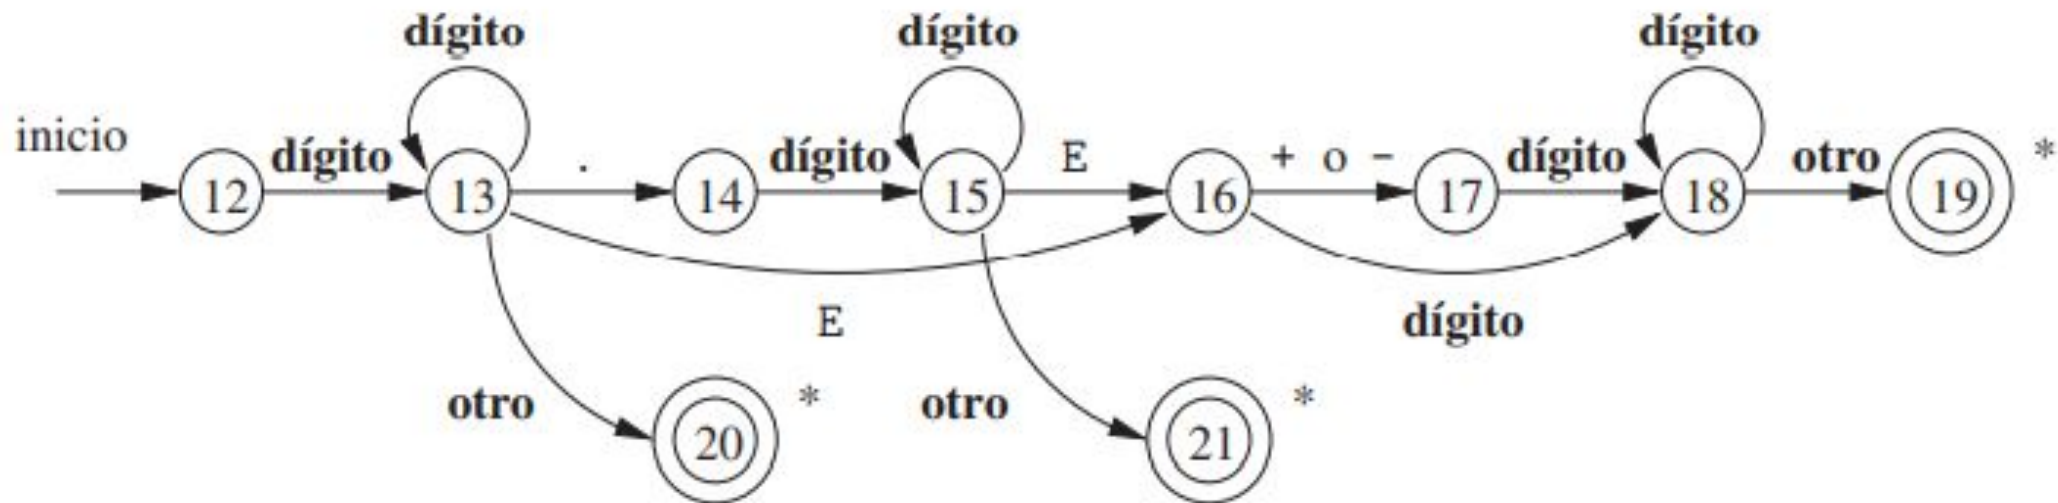 dígito dígito dígito
inicio dígito . dígito E + o - dígito otro *
12 13 14 15 16 17 18 19
E dígito
otro * otro *
20 21